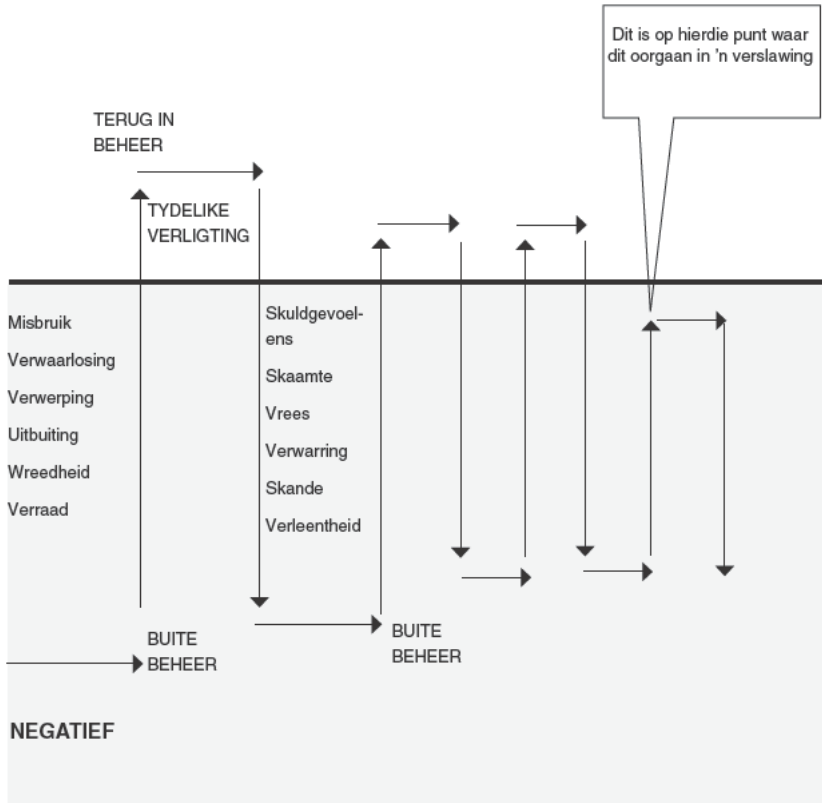 Dit is op hierdie punt waar
dit oorgaan in 'n verslawing
TERUG IN
BEHEER
TYDELIKE
VERLIGTING
Misbruik
Verwaarlosing
Verwerping
Uitbuiting
Wreedheid
Verraad
Skuldgevoel-
ens
Skaamte
Vrees
Verwarring
Skande
Verleentheid
BUITE
BEHEER
BUITE
BEHEER
NEGATIEF